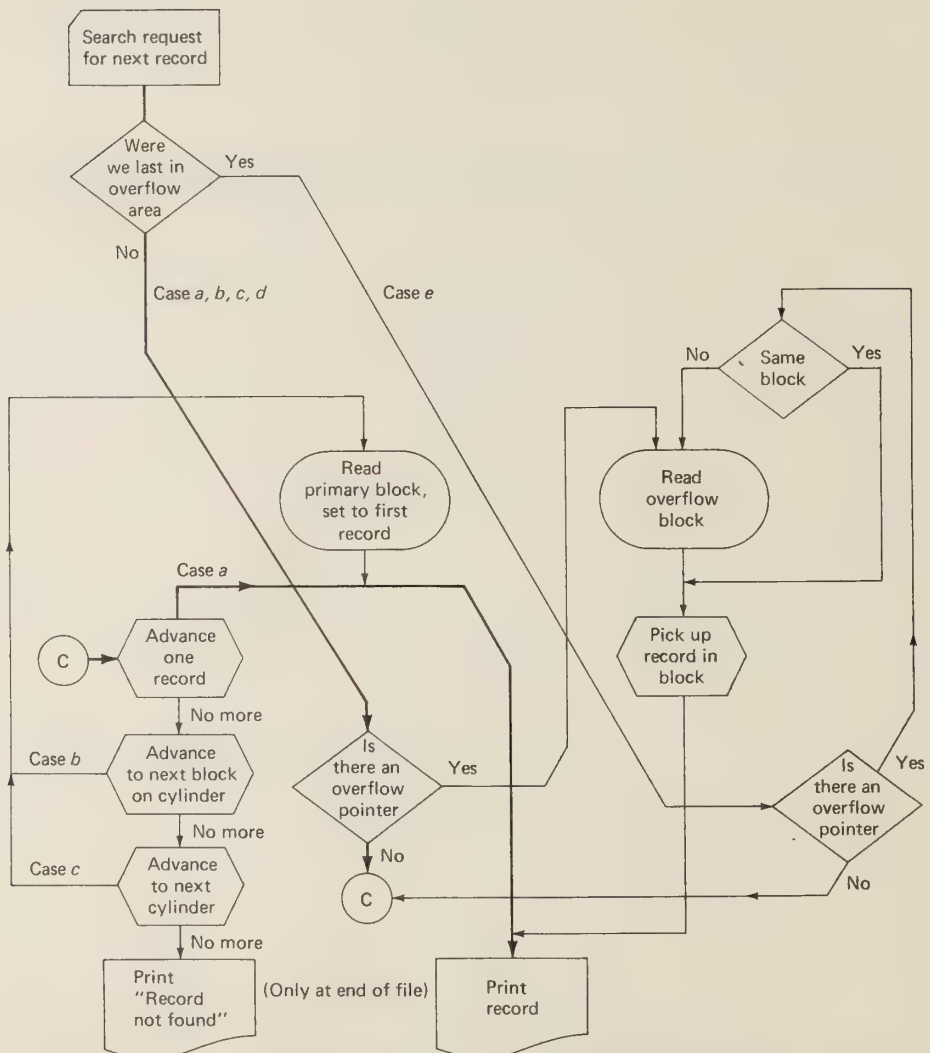 Search request
for next record
Were
we last in
overflow
area
Yes
No
Case a, b, c, d
Case e
Same
block
No
Yes
Read
primary block,
set to first
record
Read
overflow
block
Case a
C
Advance
one
record
Pick up
record in
block
No more
Case b
Advance
to next block
on cylinder
Is
there an
overflow
pointer
Yes
Is
there an
overflow
pointer
Yes
No more
Case c
Advance
to next
cylinder
No
C
No
No more
Print
"Record
not found"
(Only at end of file)
Print
record